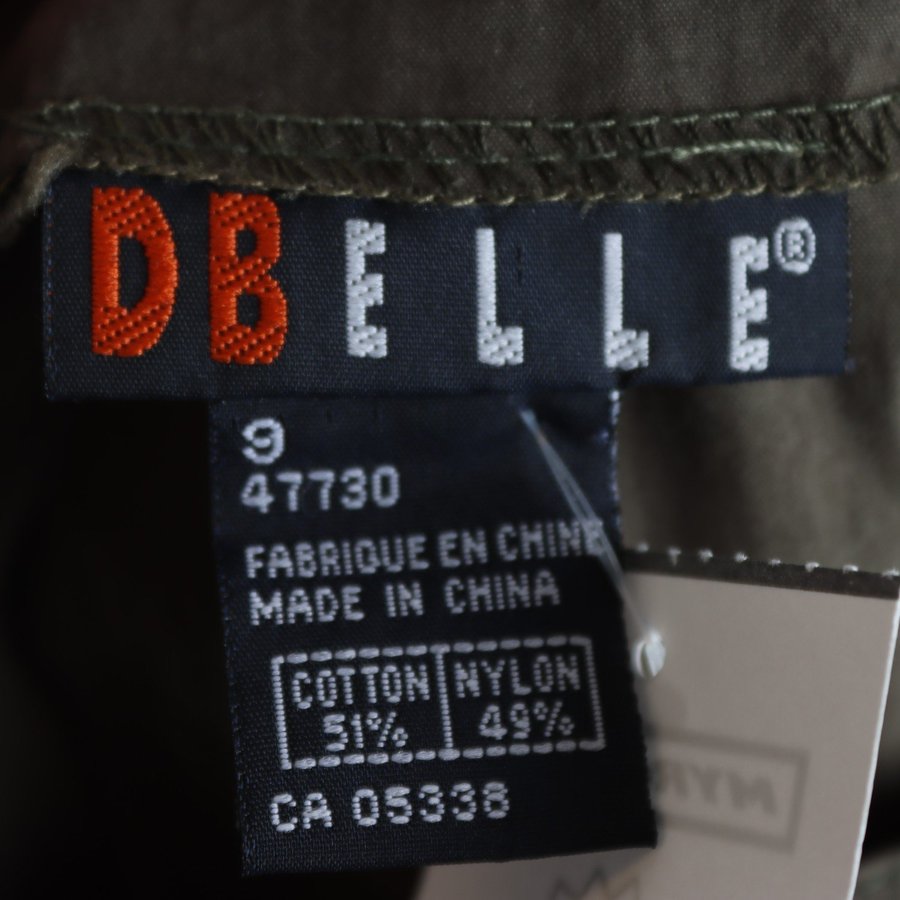 DBELLE®
9
47730
FABRIQUE EN CHINE
MADE IN CHINA
COTTON NYLON
51% 49%
CA 05338